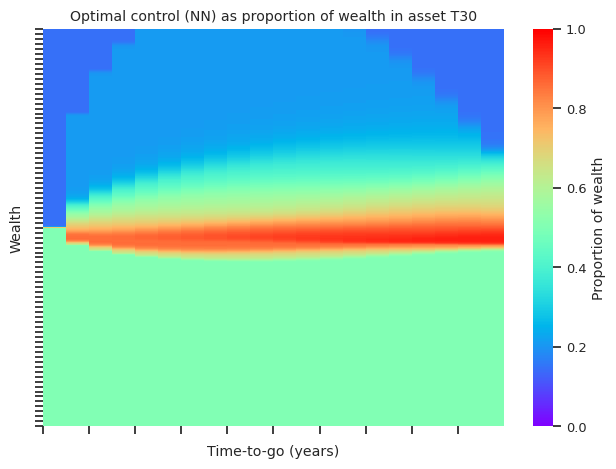 Optimal control (NN) as proportion of wealth in asset T30
1.0
0.8
0.6
0.4
0.2
0.0
Proportion of wealth
Wealth
Time-to-go (years)